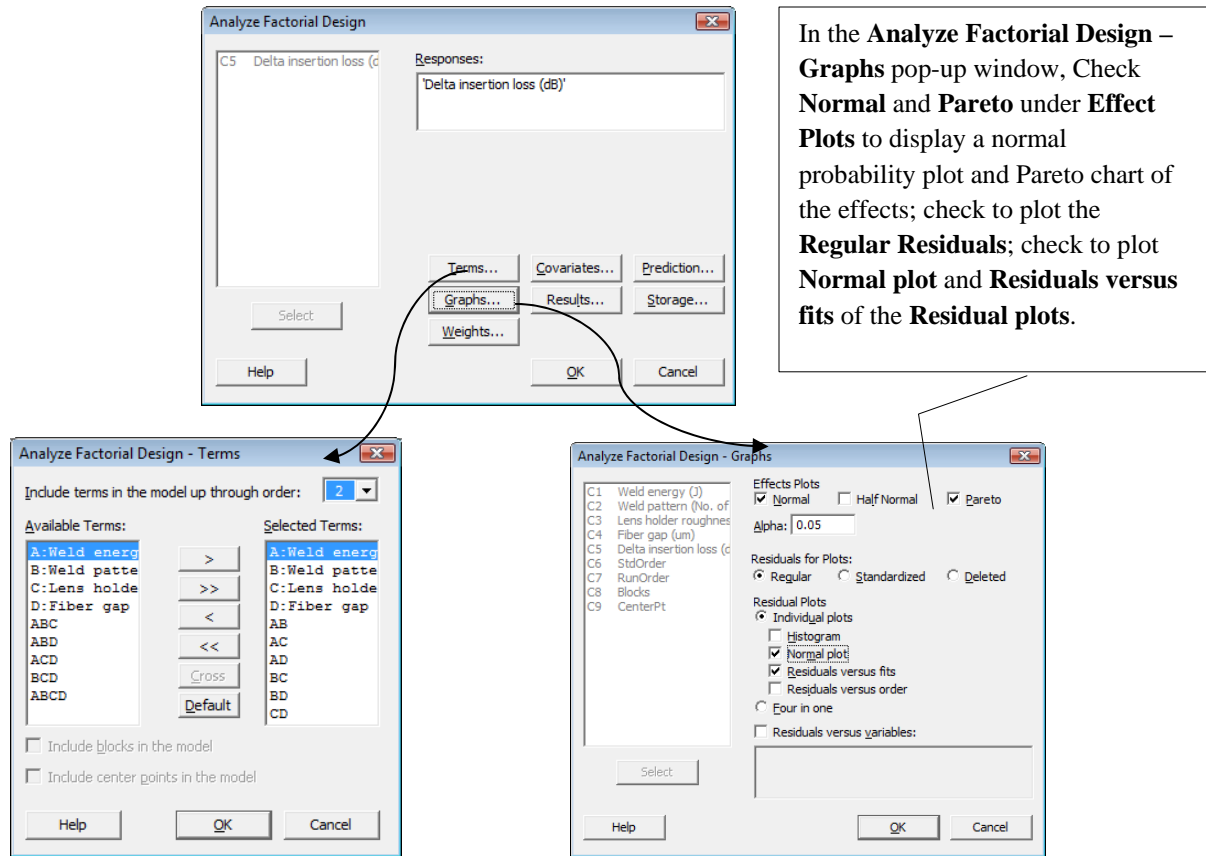 Analyze Factorial Design
C5 Delta insertion loss (d
Responses:
'Delta insertion loss (dB)'
Terms... Covariates... Prediction...
Graphs... Results... Storage...
Select
Weights...
Help OK Cancel
In the Analyze Factorial Design –
Graphs pop-up window, Check
Normal and Pareto under Effect
Plots to display a normal
probability plot and Pareto chart of
the effects; check to plot the
Regular Residuals; check to plot
Normal plot and Residuals versus
fits of the Residual plots.
Analyze Factorial Design - Terms
Include terms in the model up through order: 2
Available Terms: Selected Terms:
A:Weld energ > A:Weld energ
B:Weld patte B:Weld patte
C:Lens holde >> C:Lens holde
D:Fiber gap D:Fiber gap
ABC < AB
ABD AC
ACD << AD
BCD Cross BC
ABCD BD
Default CD
Include blocks in the model
Include center points in the model
Help OK Cancel
Analyze Factorial Design - Graphs
C1 Weld energy (J)
C2 Weld pattern (No. of
C3 Lens holder roughnes
C4 Fiber gap (um)
C5 Delta insertion loss (d
C6 StdOrder
C7 RunOrder
C8 Blocks
C9 CenterPt
Effects Plots
Normal Half Normal Pareto
Alpha: 0.05
Residuals for Plots:
Regular Standardized Deleted
Residual Plots
Individual plots
Histogram
Normal plot
Residuals versus fits
Residuals versus order
Four in one
Residuals versus variables:
Select
Help OK Cancel